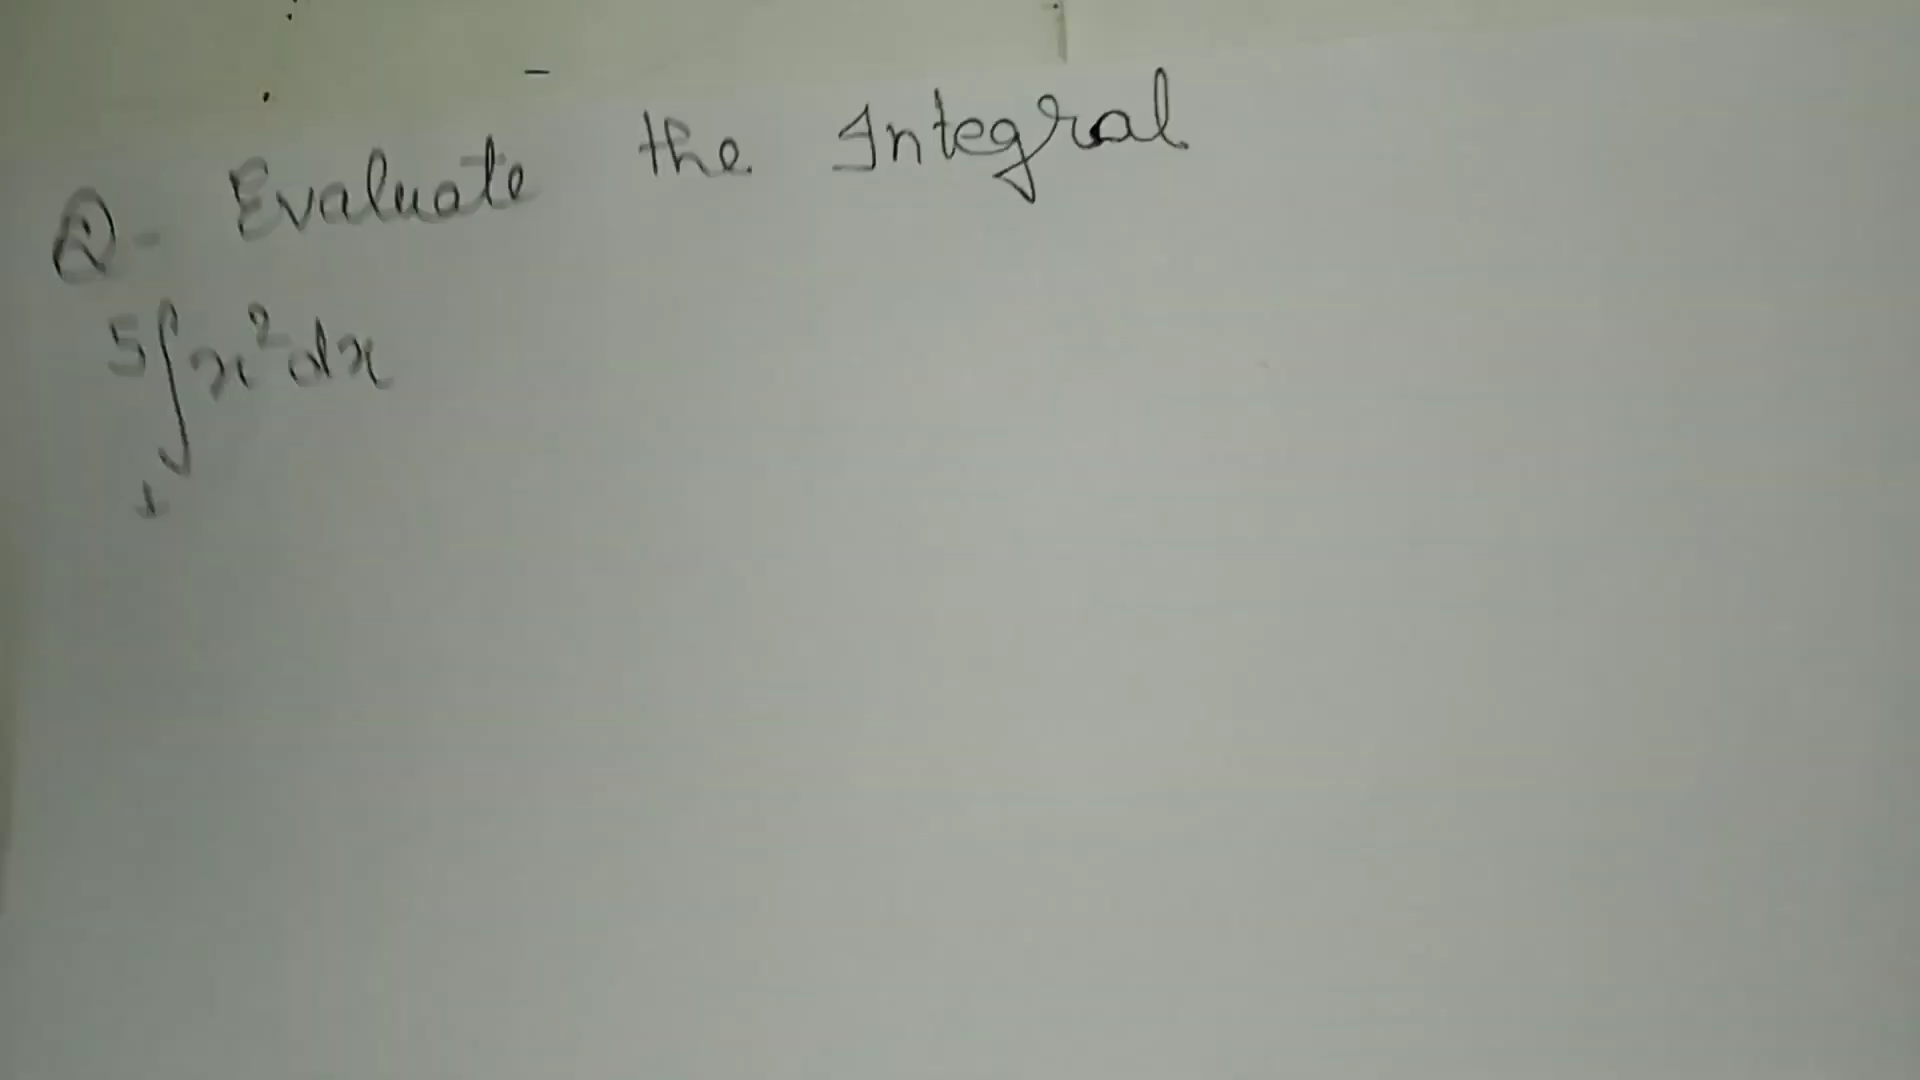 Q- Evaluate the Integral
5∫x²dx
1